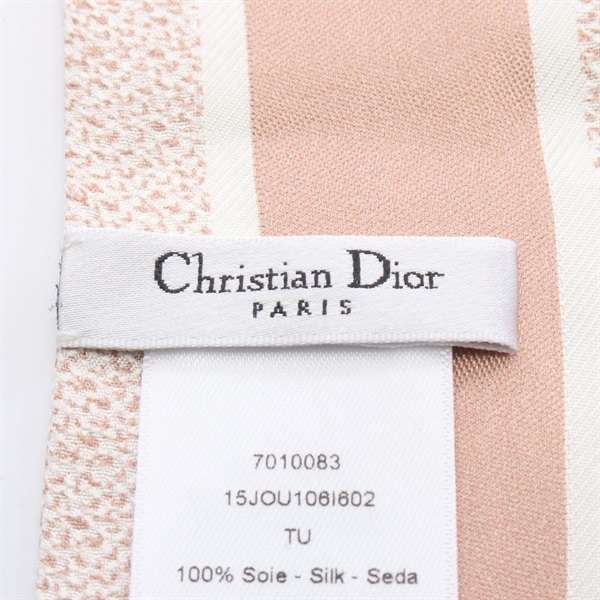 Christian Dior
PARIS
7010083
15JOU106I602
TU
100% Soie - Silk - Seda